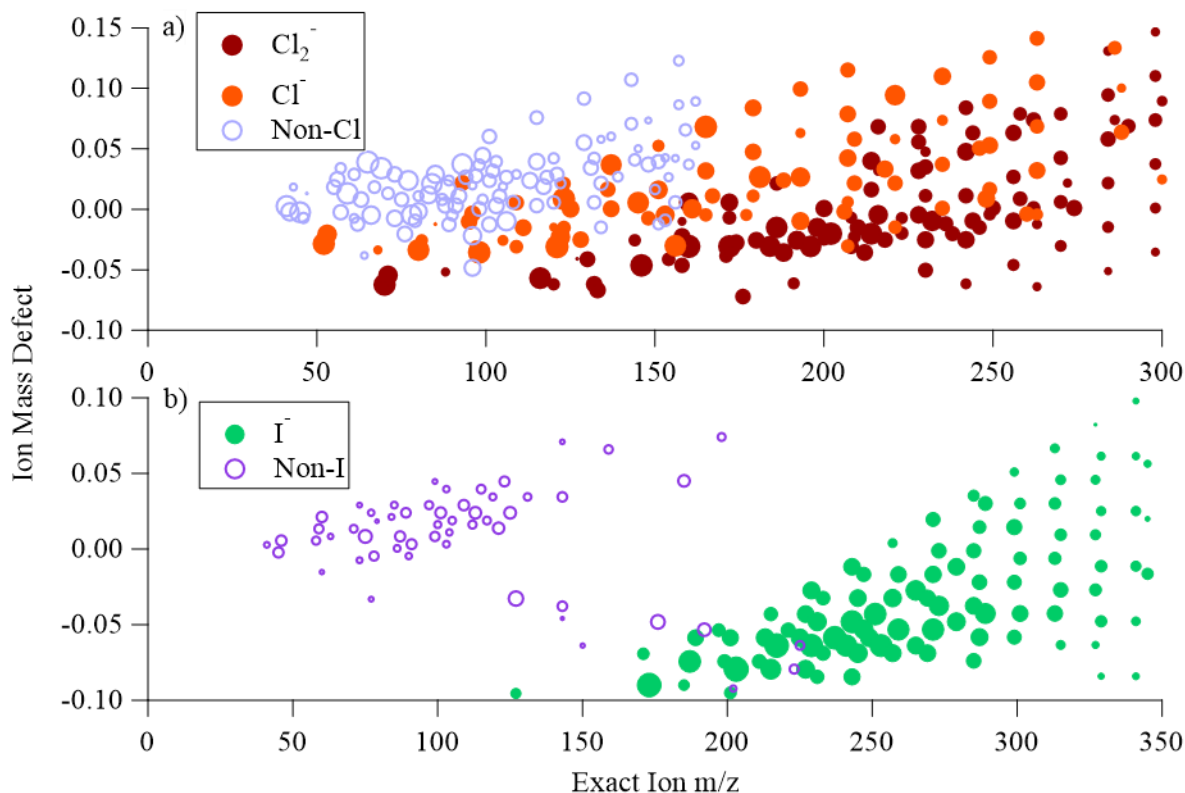 a)
Cl₂⁻
Cl⁻
Non-Cl
0.15
0.10
0.05
0.00
-0.05
-0.10
0 50 100 150 200 250 300
Ion Mass Defect
b)
I⁻
Non-I
0.10
0.05
0.00
-0.05
-0.10
0 50 100 150 200 250 300 350
Exact Ion m/z